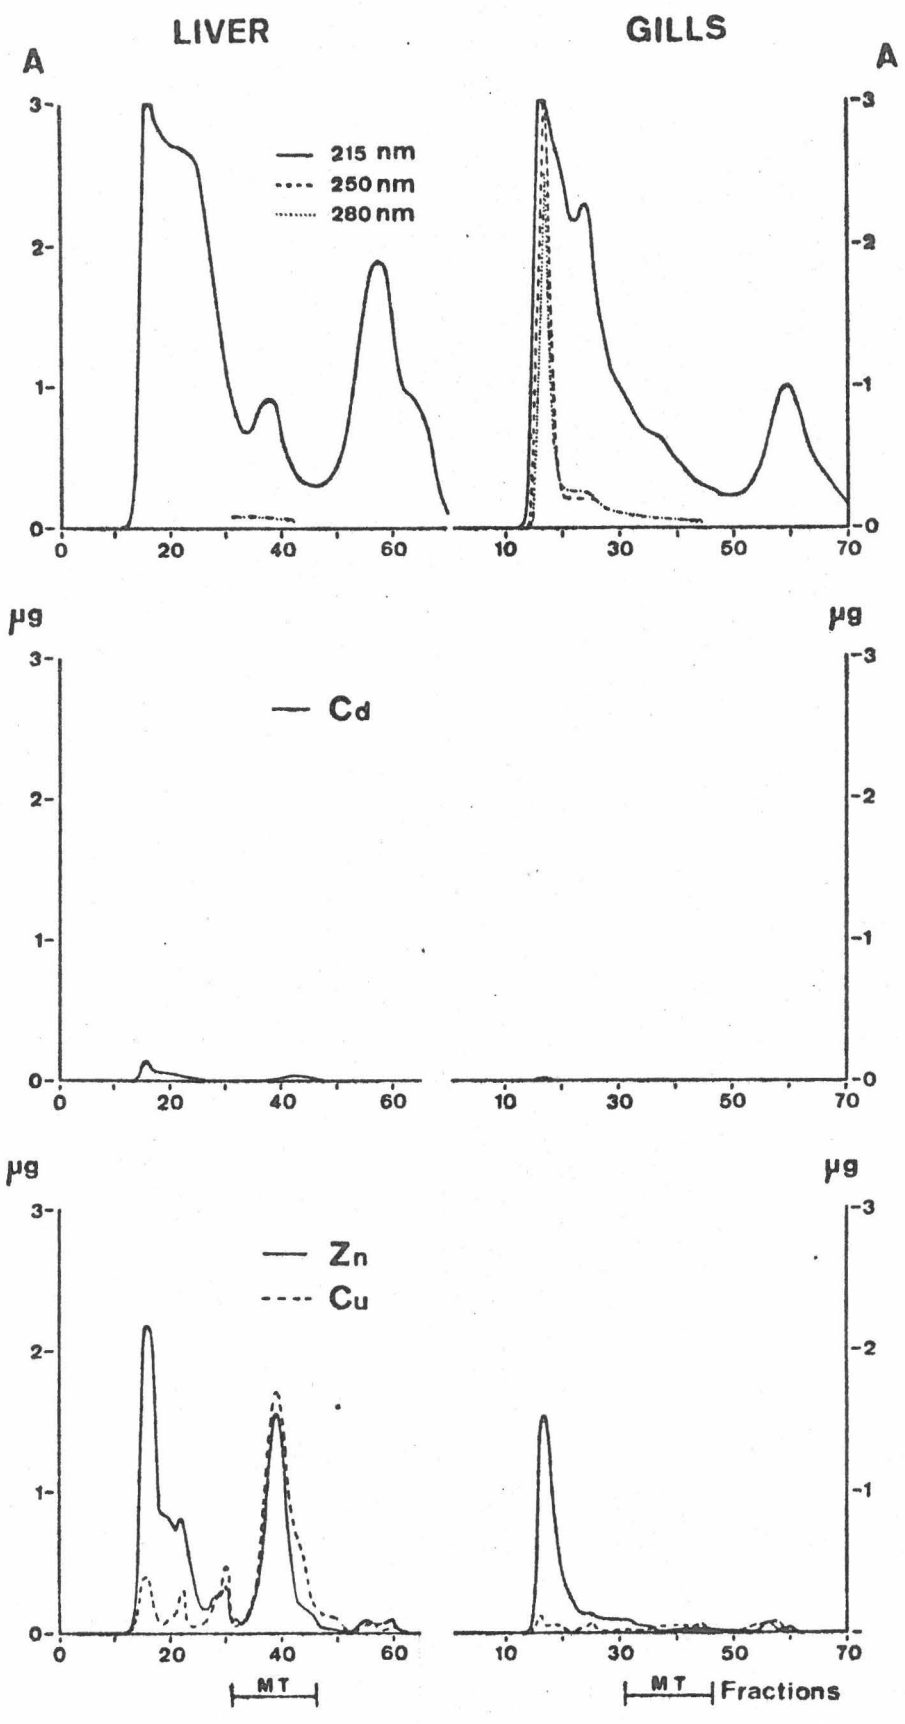 LIVER GILLS
A A
3- -3
215 nm
250 nm
280 nm
2- -2
1- -1
0- -0
0 20 40 60 10 30 50 70
µg µg
3- -3
Cd
2- -2
1- -1
0- -0
0 20 40 60 10 30 50 70
µg µg
3- -3
Zn
Cu
2- -2
1- -1
0- -
0 20 40 60 10 30 50 70
MT MT Fractions